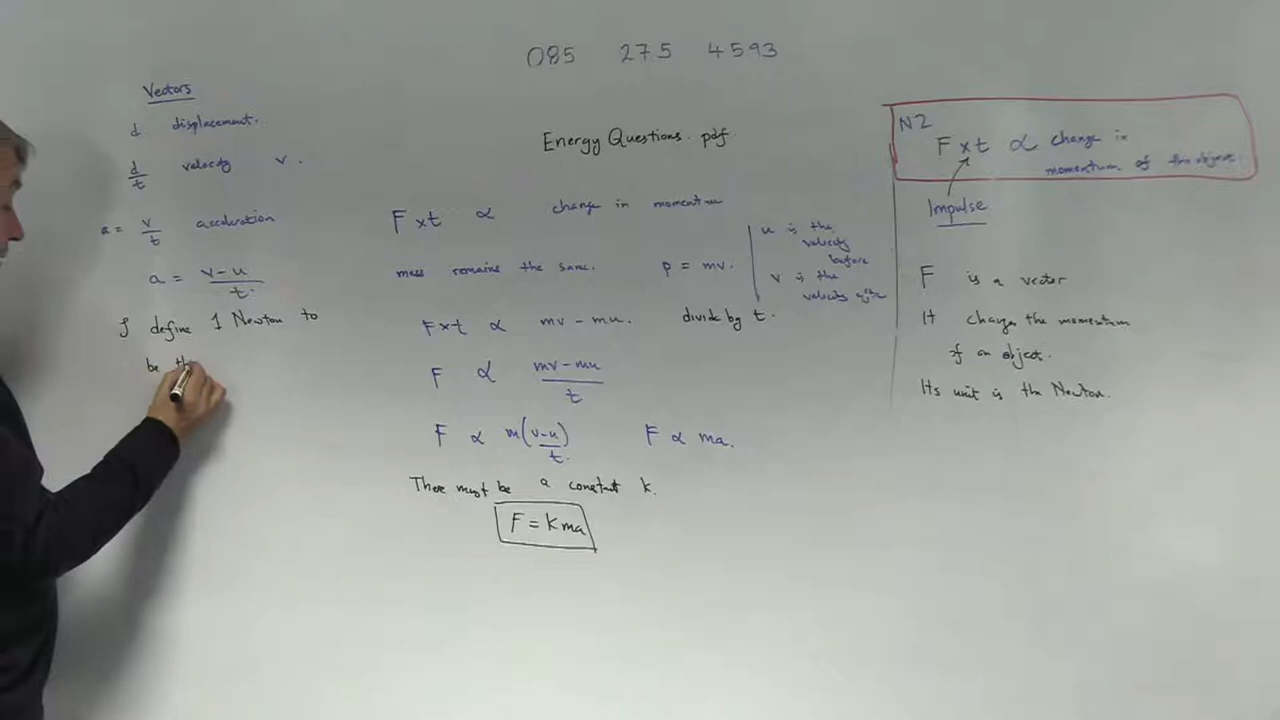 085 275 4593
Vectors
d displacement.
d/t velocity v.
a = v/t acceleration
a = v-u/t
I define 1 Newton to
be th
Energy Questions.pdf
F x t ∝ change in momentum
mass remains the same. p = mv.
u is the
velocity
before
v is the
velocity after
F x t ∝ mv - mu. divide by t.
F ∝ mv - mu/t
F ∝ m(v-u)/t. F ∝ ma.
There must be a constant k.
F = kma
N2
F x t ∝ change in
momentum of the object.
Impulse
F is a vector
It changes the momentum
of an object.
Its unit is the Newton.